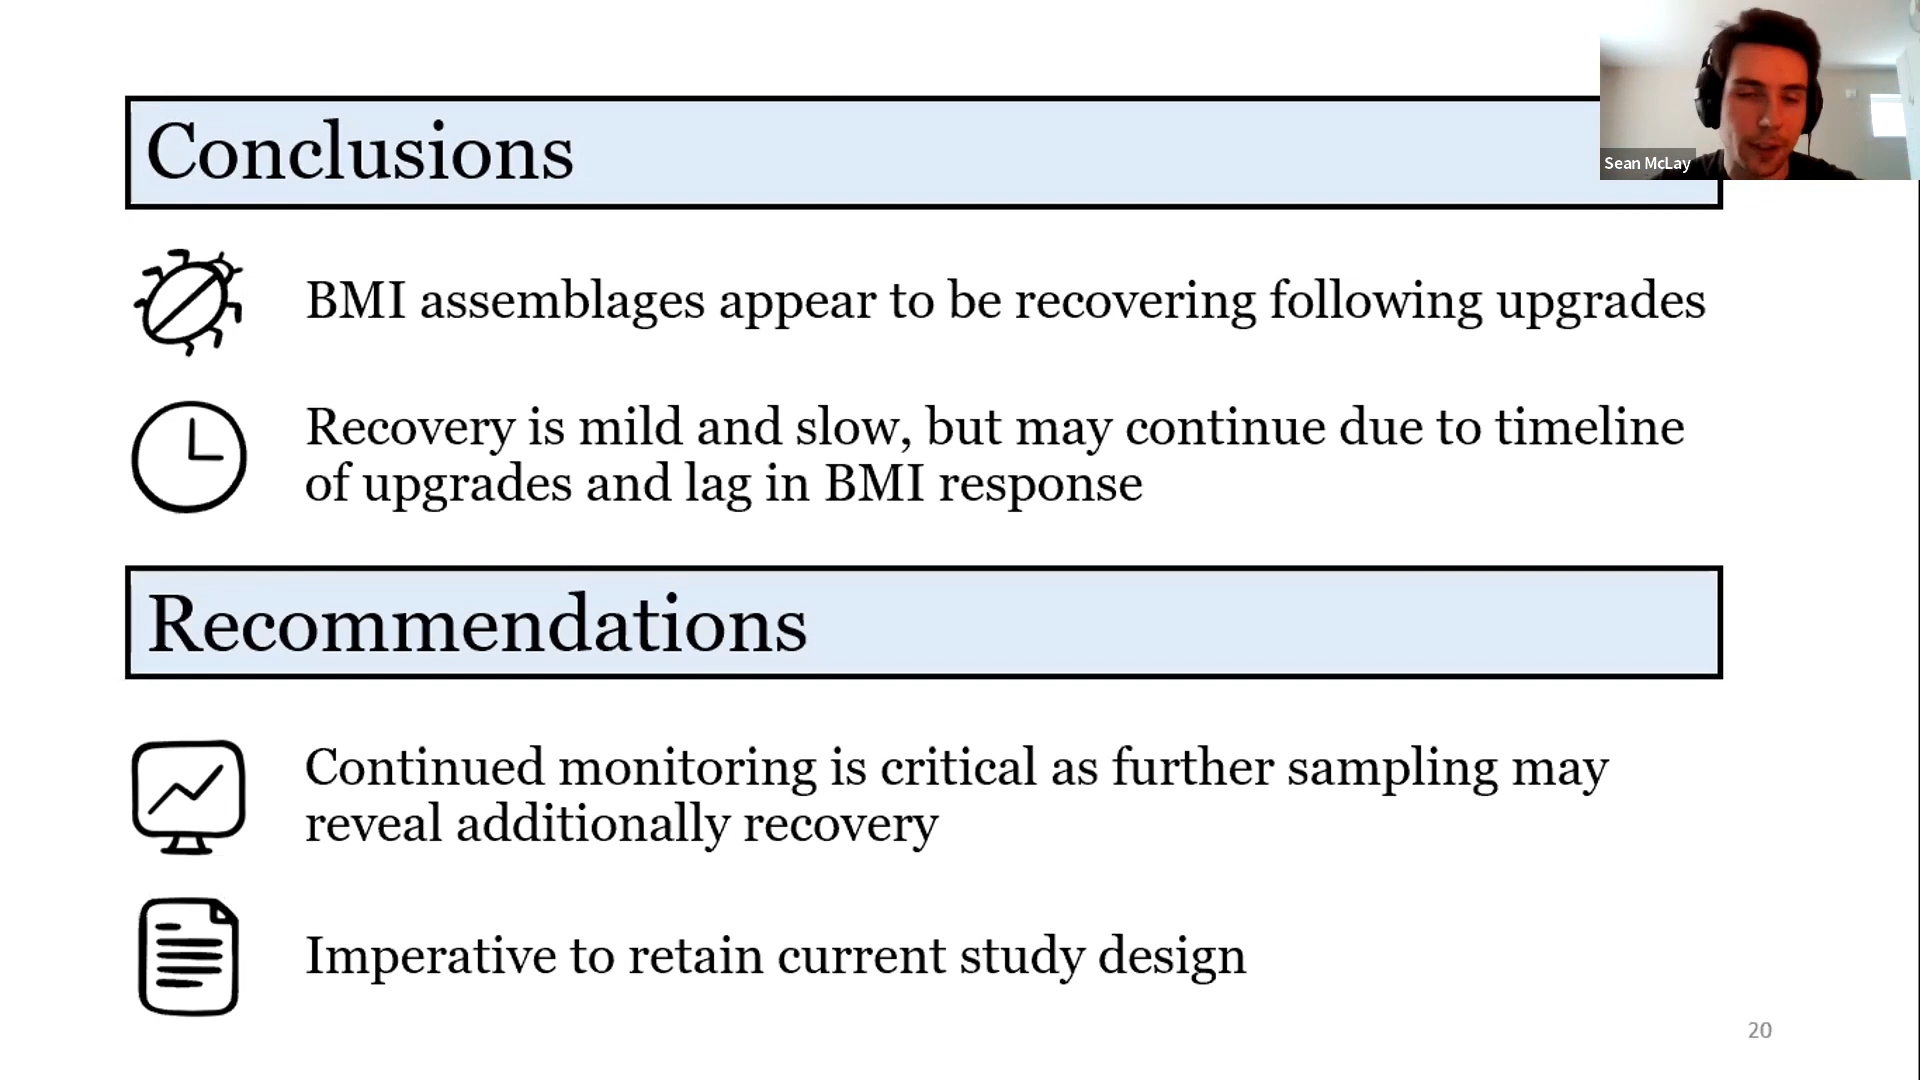 Conclusions
Sean McLay
BMI assemblages appear to be recovering following upgrades
Recovery is mild and slow, but may continue due to timeline
of upgrades and lag in BMI response
Recommendations
Continued monitoring is critical as further sampling may
reveal additionally recovery
Imperative to retain current study design
20